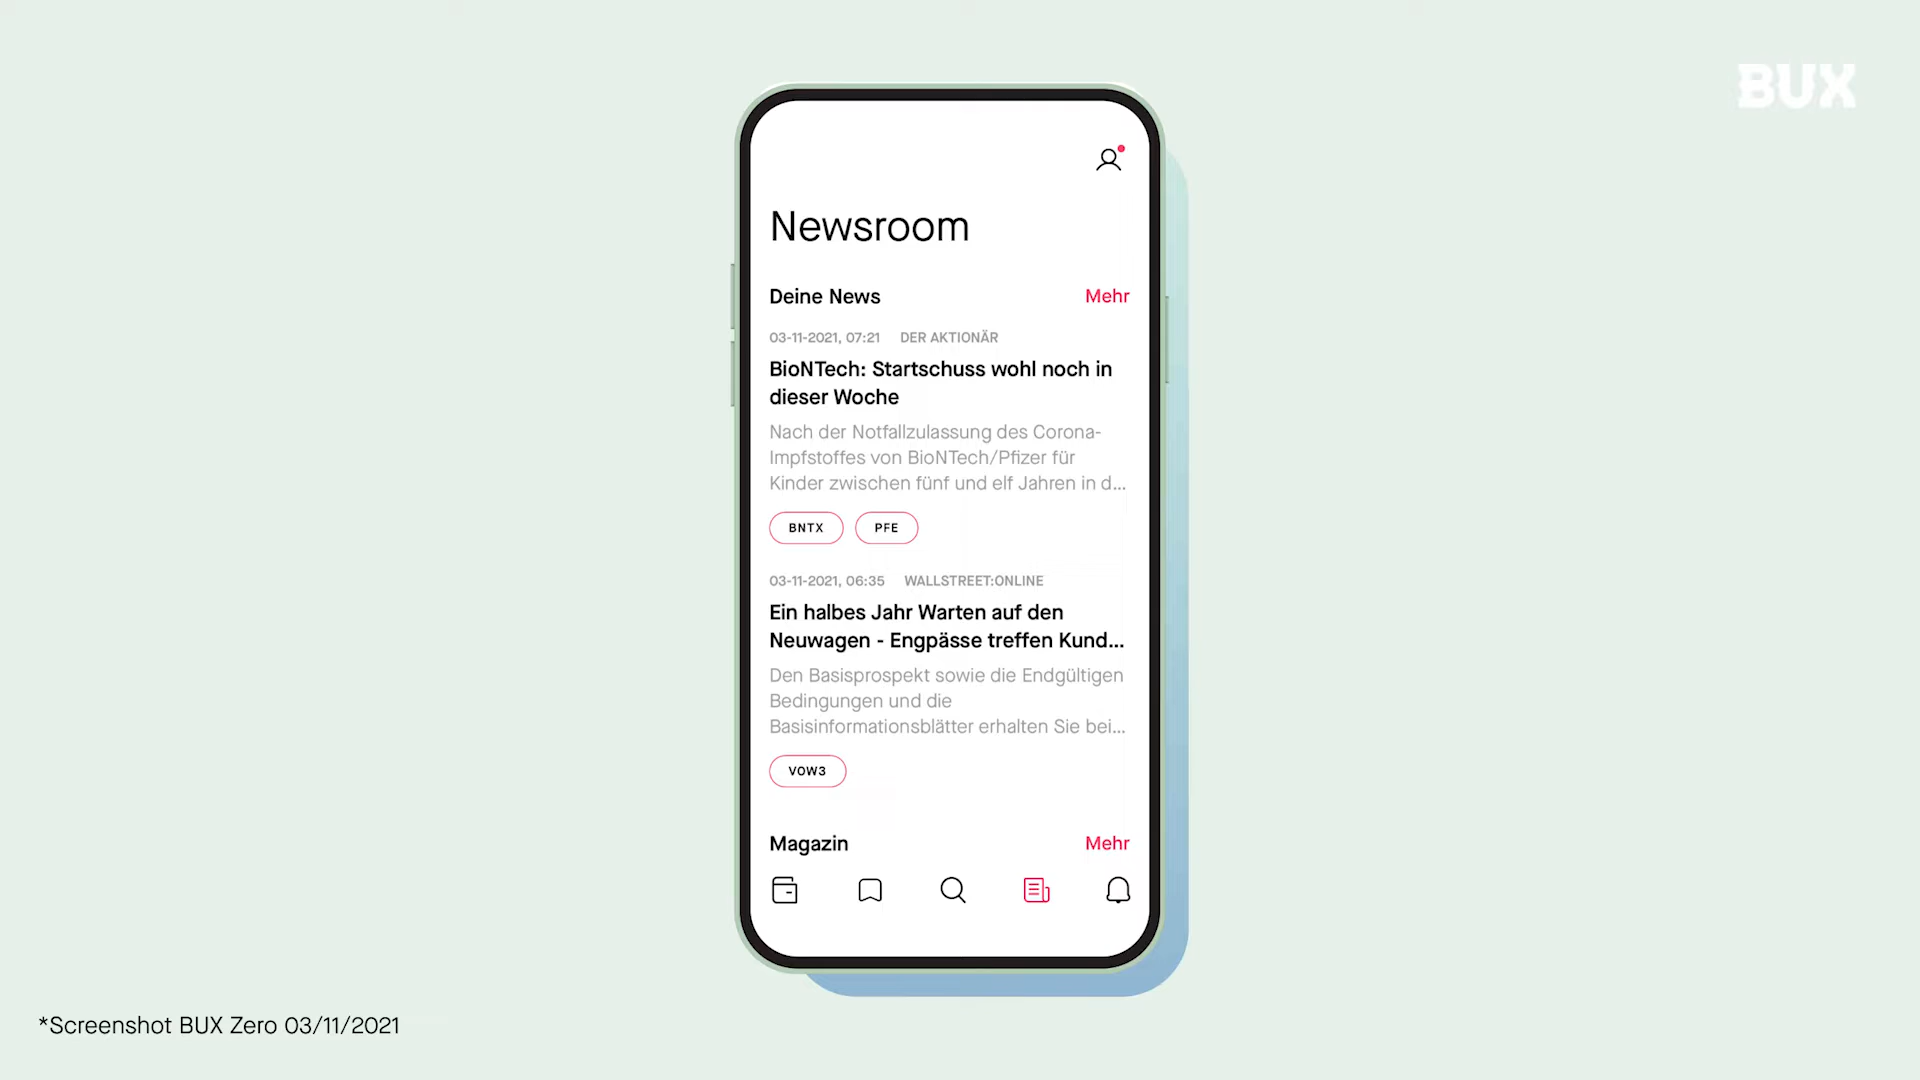 BUX
Newsroom
Deine News
Mehr
03-11-2021, 07:21 DER AKTIONÄR
BioNTech: Startschuss wohl noch in
dieser Woche
Nach der Notfallzulassung des Corona-
Impfstoffes von BioNTech/Pfizer für
Kinder zwischen fünf und elf Jahren in d...
BNTX PFE
03-11-2021, 06:35 WALLSTREET:ONLINE
Ein halbes Jahr Warten auf den
Neuwagen - Engpässe treffen Kund...
Den Basisprospekt sowie die Endgültigen
Bedingungen und die
Basisinformationsblätter erhalten Sie bei...
VOW3
Magazin
Mehr
*Screenshot BUX Zero 03/11/2021